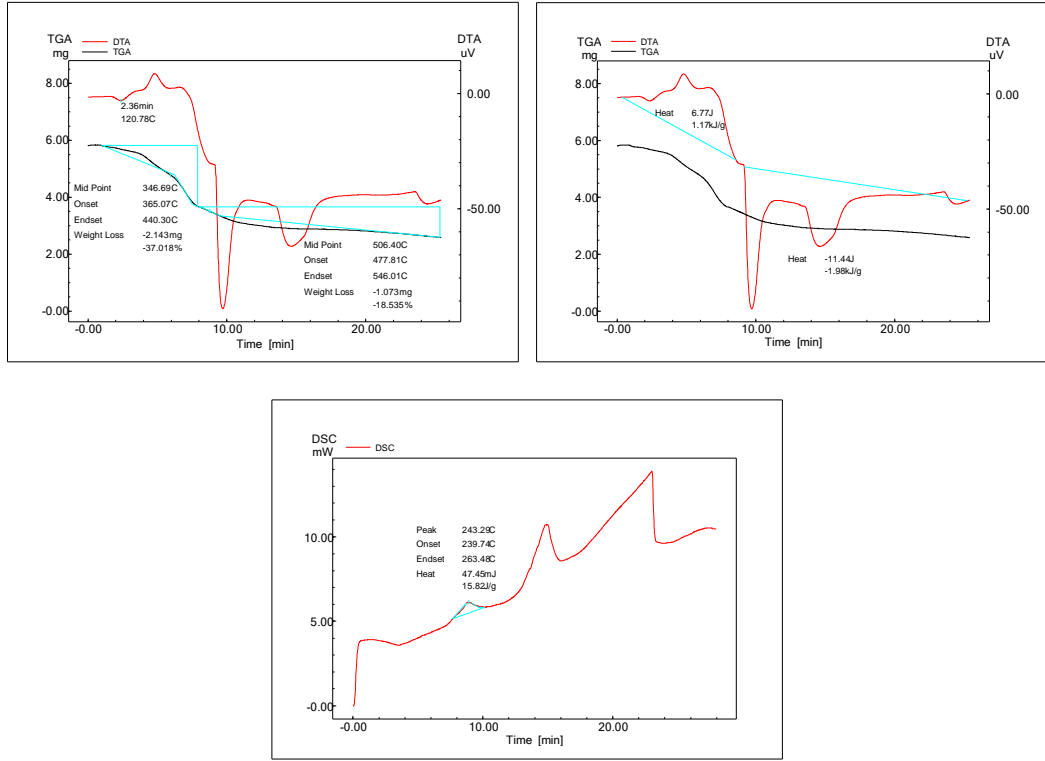 TGA
mg
DTA
TGA
DTA
uV
8.00
6.00
4.00
2.00
-0.00
0.00
-50.00
2.36min
120.78C
Mid Point 346.69C
Onset 365.07C
Endset 440.30C
Weight Loss -2.143mg
-37.018%
Mid Point 506.40C
Onset 477.81C
Endset 546.01C
Weight Loss -1.073mg
-18.535%
-0.00 10.00 20.00
Time [min]
TGA
mg
DTA
TGA
DTA
uV
8.00
6.00
4.00
2.00
-0.00
0.00
-50.00
Heat 6.77J
1.17kJ/g
Heat -11.44J
-1.98kJ/g
-0.00 10.00 20.00
Time [min]
DSC
mW
DSC
10.00
5.00
-0.00
Peak 243.29C
Onset 239.74C
Endset 263.48C
Heat 47.45mJ
15.82J/g
-0.00 10.00 20.00
Time [min]